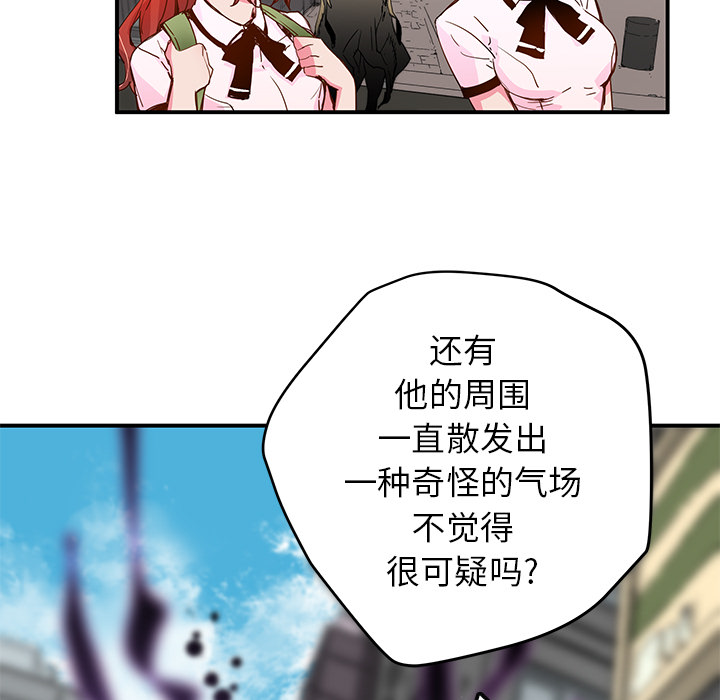 还有
他的周围
一直散发出
一种奇怪的气场
不觉得
很可疑吗?